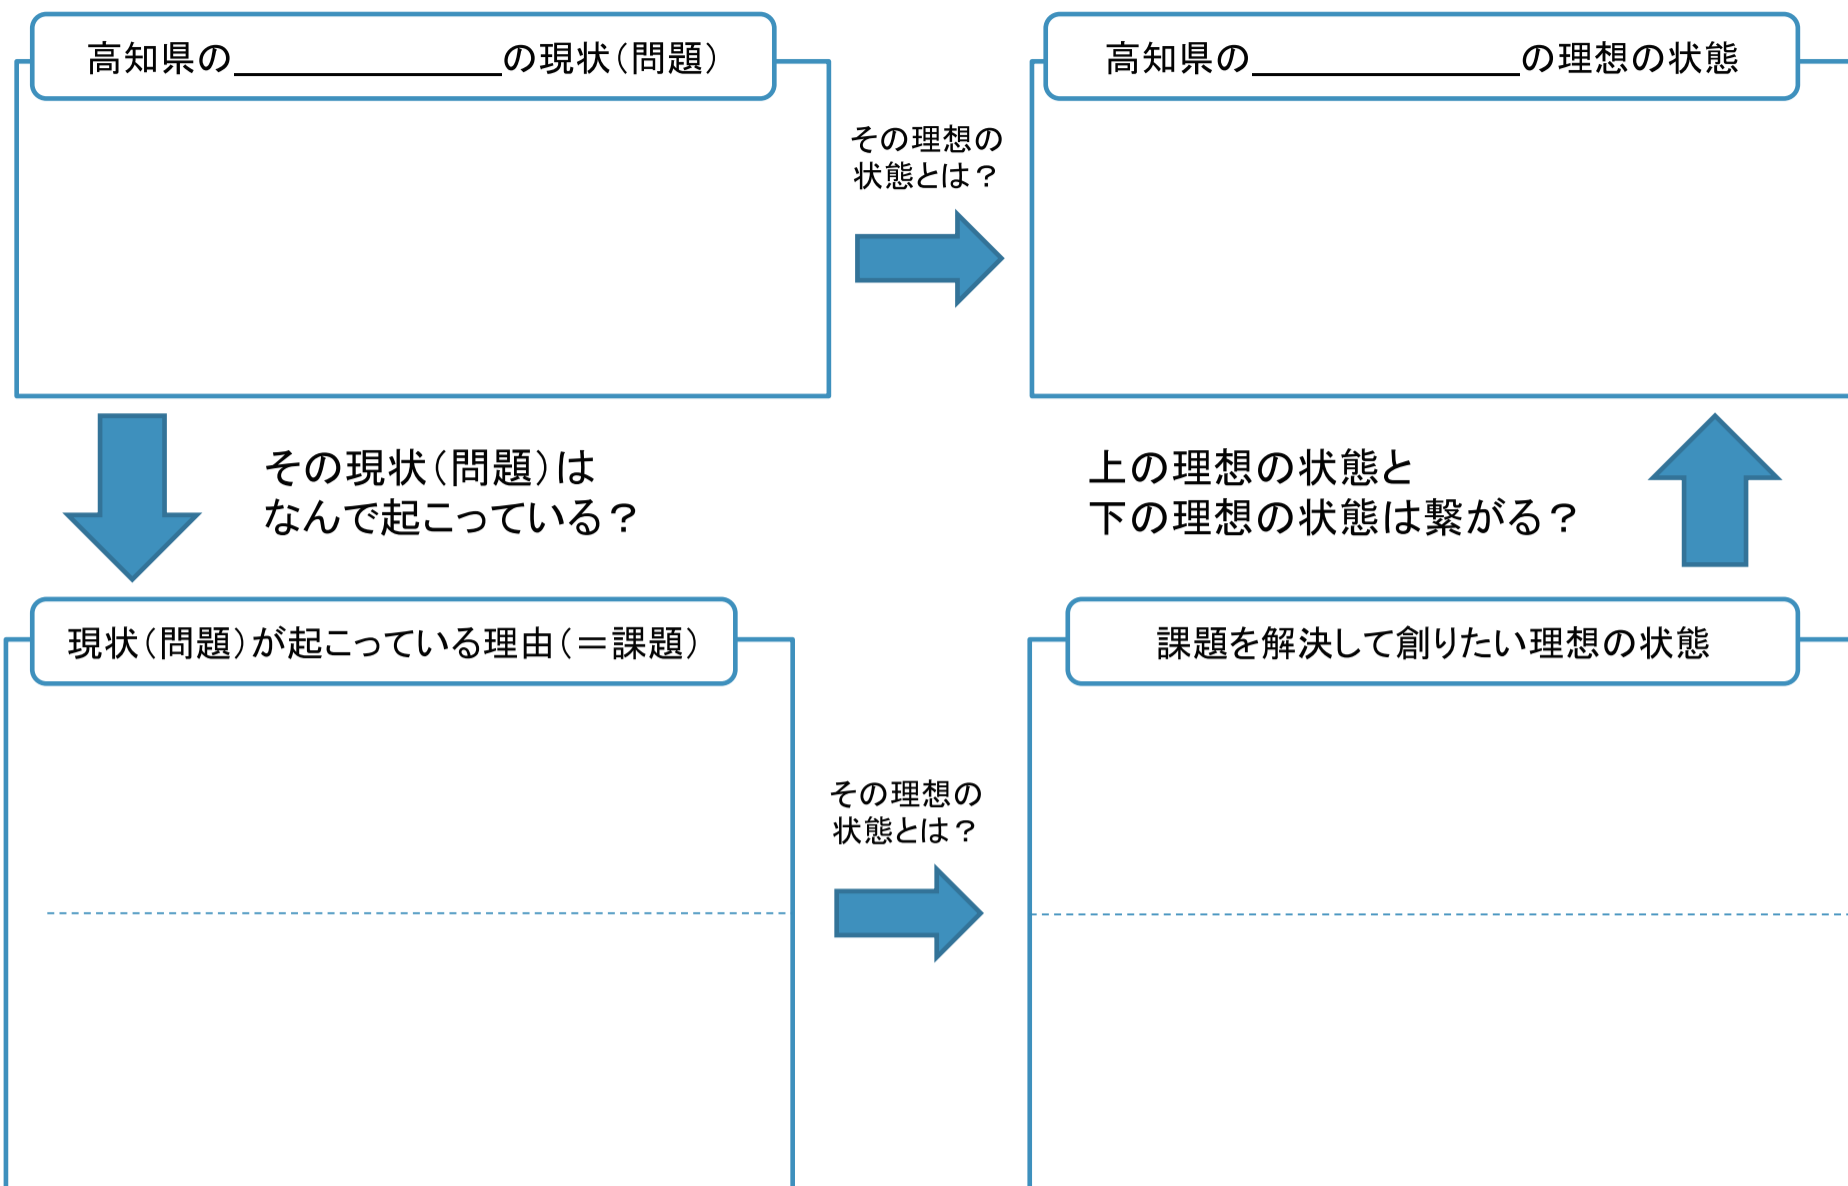 高知県の＿＿＿＿＿＿＿の現状（問題）
高知県の＿＿＿＿＿＿＿の理想の状態
その理想の
状態とは？
その現状（問題）は
なんで起こっている？
上の理想の状態と
下の理想の状態は繋がる？
現状（問題）が起こっている理由（＝課題）
課題を解決して創りたい理想の状態
その理想の
状態とは？